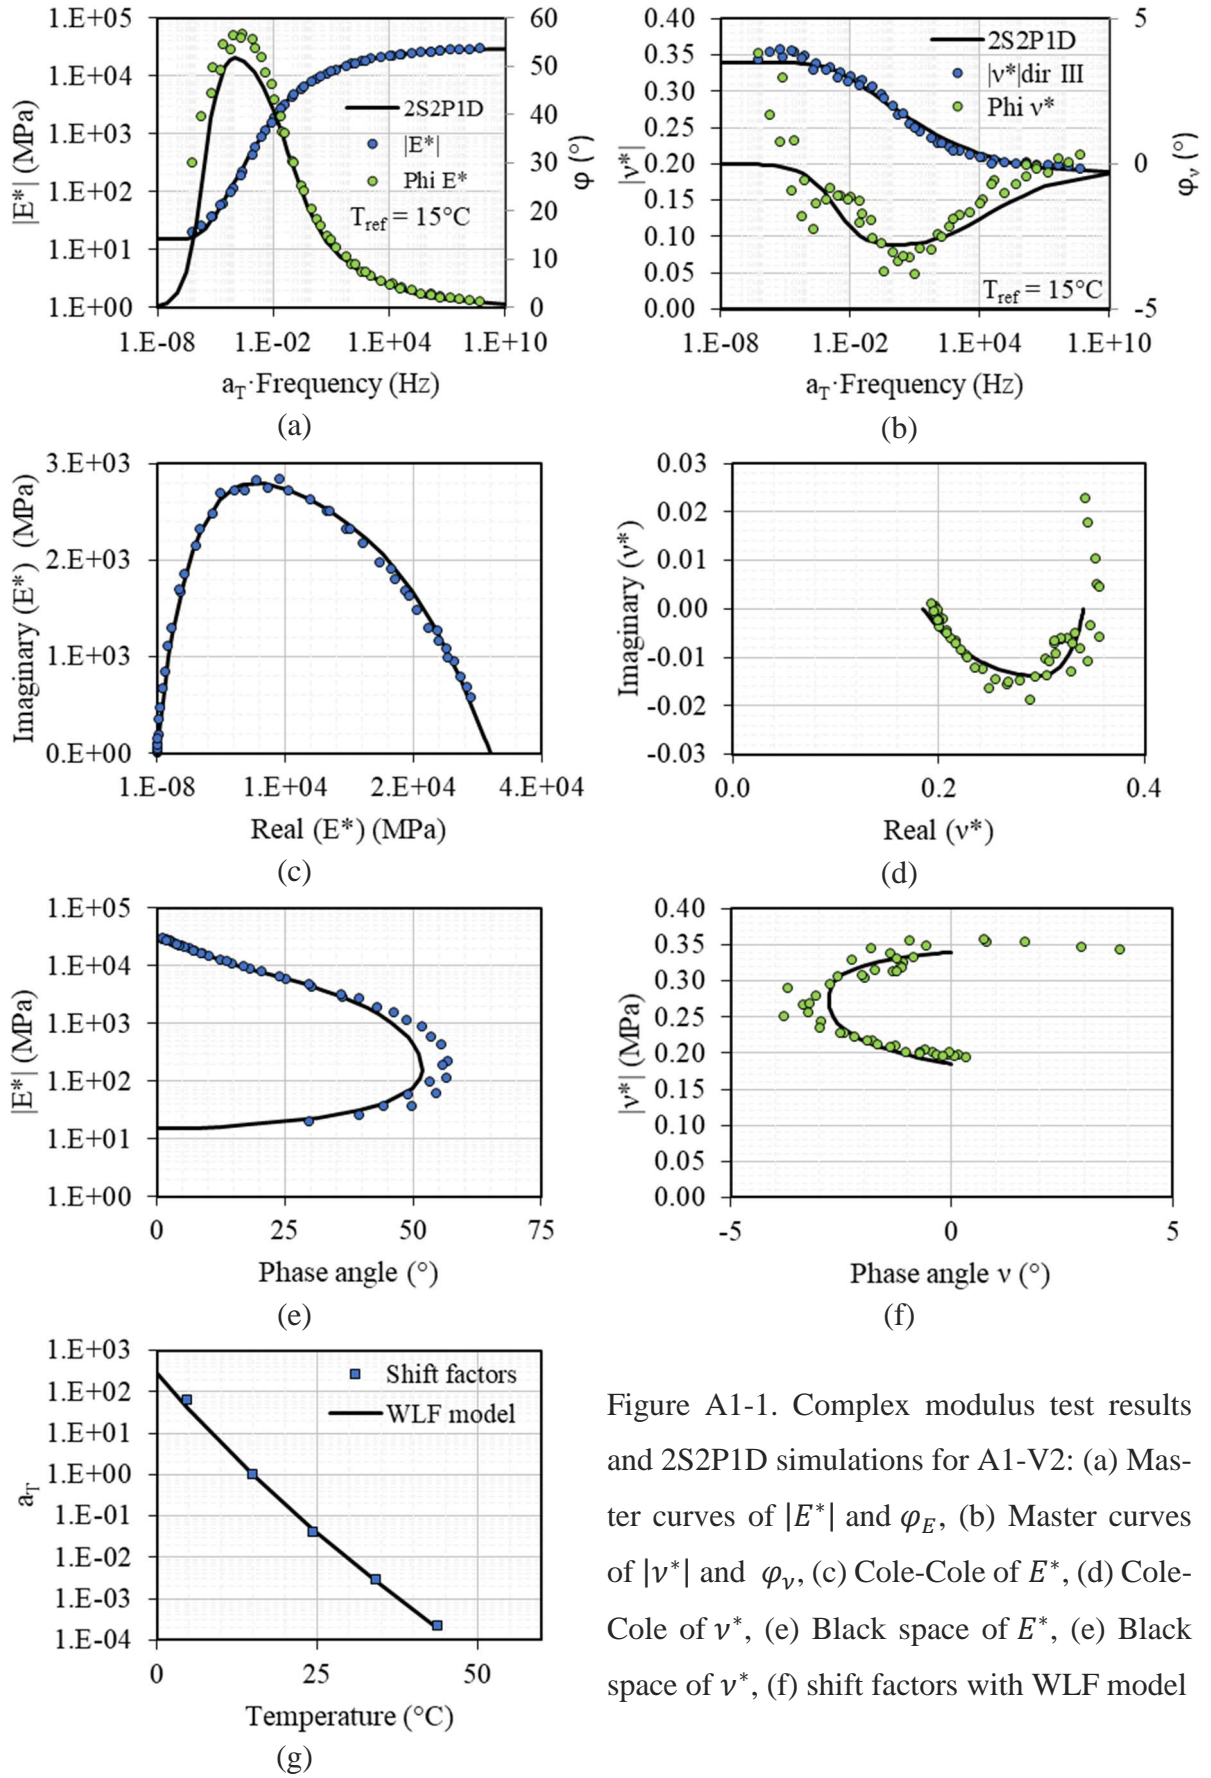 1.E+05
1.E+04
1.E+03
1.E+02
1.E+01
1.E+00
|E*| (MPa)
60
50
40
30
20
10
0
φ (°)
2S2P1D
|E*|
Phi E*
Tref = 15°C
1.E-08 1.E-02 1.E+04 1.E+10
aT·Frequency (Hz)
(a)
0.40
0.35
0.30
0.25
0.20
0.15
0.10
0.05
0.00
|ν*|
5
0
-5
φν (°)
2S2P1D
|ν*|dir III
Phi ν*
Tref = 15°C
1.E-08 1.E-02 1.E+04 1.E+10
aT·Frequency (Hz)
(b)
3.E+03
2.E+03
1.E+03
0.E+00
Imaginary (E*) (MPa)
1.E-08 1.E+04 2.E+04 4.E+04
Real (E*) (MPa)
(c)
0.03
0.02
0.01
0.00
-0.01
-0.02
-0.03
Imaginary (ν*)
0.0 0.2 0.4
Real (ν*)
(d)
1.E+05
1.E+04
1.E+03
1.E+02
1.E+01
1.E+00
|E*| (MPa)
0 25 50 75
Phase angle (°)
(e)
0.40
0.35
0.30
0.25
0.20
0.15
0.10
0.05
0.00
|ν*| (MPa)
-5 0 5
Phase angle ν (°)
(f)
1.E+03
1.E+02
1.E+00
1.E-01
1.E-02
1.E-03
1.E-04
aT
Shift factors
WLF model
0 25 50
Temperature (°C)
(g)
Figure A1-1. Complex modulus test results
and 2S2P1D simulations for A1-V2: (a) Mas-
ter curves of |E*| and φE, (b) Master curves
of |ν*| and φν, (c) Cole-Cole of E*, (d) Cole-
Cole of ν*, (e) Black space of E*, (e) Black
space of ν*, (f) shift factors with WLF model